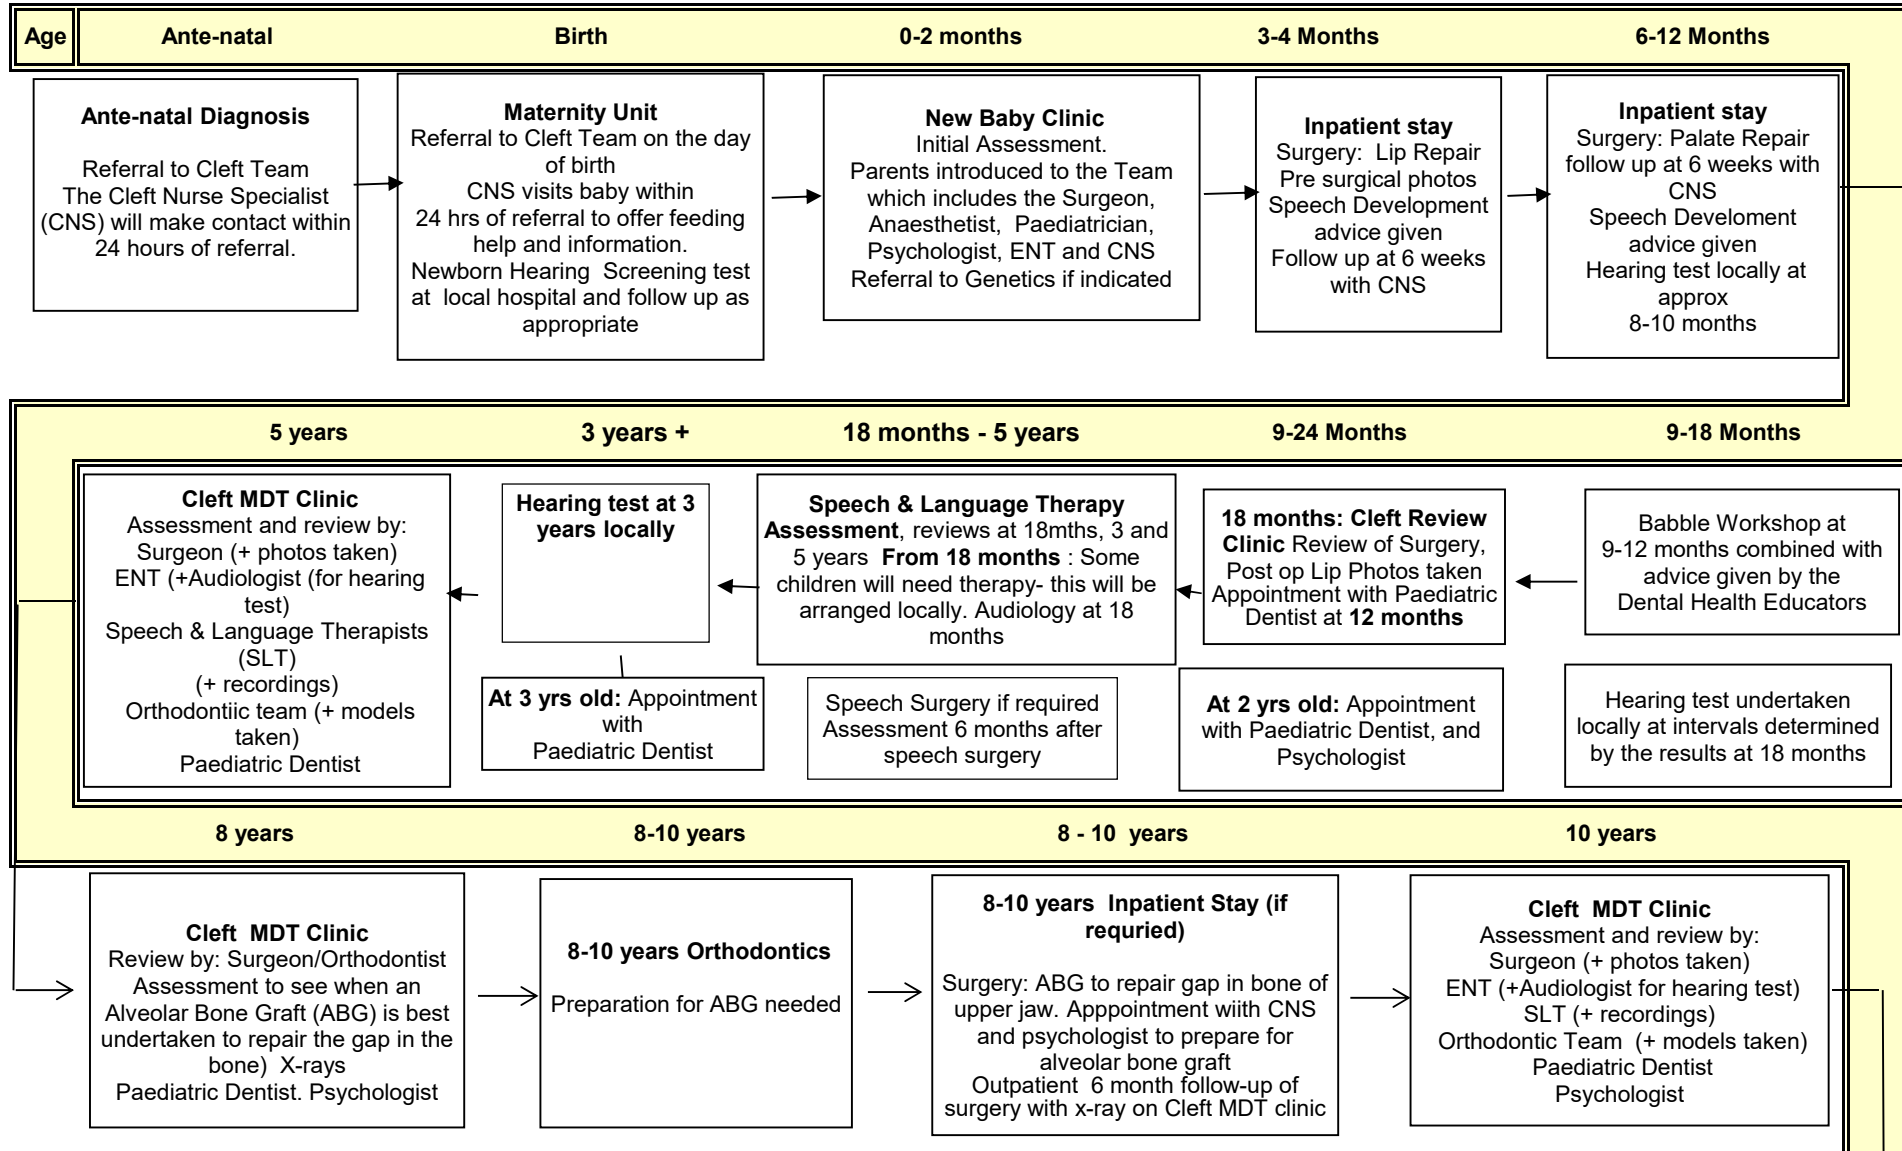 Age
Ante-natal
Birth
0-2 months
3-4 Months
6-12 Months
Ante-natal Diagnosis
Referral to Cleft Team
The Cleft Nurse Specialist
(CNS) will make contact within
24 hours of referral.
Maternity Unit
Referral to Cleft Team on the day
of birth
CNS visits baby within
24 hrs of referral to offer feeding
help and information.
Newborn Hearing Screening test
at local hospital and follow up as
appropriate
New Baby Clinic
Initial Assessment.
Parents introduced to the Team
which includes the Surgeon,
Anaesthetist, Paediatrician,
Psychologist, ENT and CNS
Referral to Genetics if indicated
Inpatient stay
Surgery: Lip Repair
Pre surgical photos
Speech Development
advice given
Follow up at 6 weeks
with CNS
Inpatient stay
Surgery: Palate Repair
follow up at 6 weeks with
CNS
Speech Develoment
advice given
Hearing test locally at
approx
8-10 months
5 years
3 years +
18 months - 5 years
9-24 Months
9-18 Months
Cleft MDT Clinic
Assessment and review by:
Surgeon (+ photos taken)
ENT (+Audiologist (for hearing
test)
Speech & Language Therapists
(SLT)
(+ recordings)
Orthodontiic team (+ models
taken)
Paediatric Dentist
Hearing test at 3
years locally
At 3 yrs old: Appointment
with
Paediatric Dentist
Speech & Language Therapy
Assessment, reviews at 18mths, 3 and
5 years From 18 months : Some
children will need therapy- this will be
arranged locally. Audiology at 18
months
Speech Surgery if required
Assessment 6 months after
speech surgery
18 months: Cleft Review
Clinic Review of Surgery,
Post op Lip Photos taken
Appointment with Paediatric
Dentist at 12 months
At 2 yrs old: Appointment
with Paediatric Dentist, and
Psychologist
Babble Workshop at
9-12 months combined with
advice given by the
Dental Health Educators
Hearing test undertaken
locally at intervals determined
by the results at 18 months
8 years
8-10 years
8 - 10 years
10 years
Cleft MDT Clinic
Review by: Surgeon/Orthodontist
Assessment to see when an
Alveolar Bone Graft (ABG) is best
undertaken to repair the gap in the
bone) X-rays
Paediatric Dentist. Psychologist
8-10 years Orthodontics
Preparation for ABG needed
8-10 years Inpatient Stay (if
requried)
Surgery: ABG to repair gap in bone of
upper jaw. Apppointment wiith CNS
and psychologist to prepare for
alveolar bone graft
Outpatient 6 month follow-up of
surgery with x-ray on Cleft MDT clinic
Cleft MDT Clinic
Assessment and review by:
Surgeon (+ photos taken)
ENT (+Audiologist for hearing test)
SLT (+ recordings)
Orthodontic Team (+ models taken)
Paediatric Dentist
Psychologist